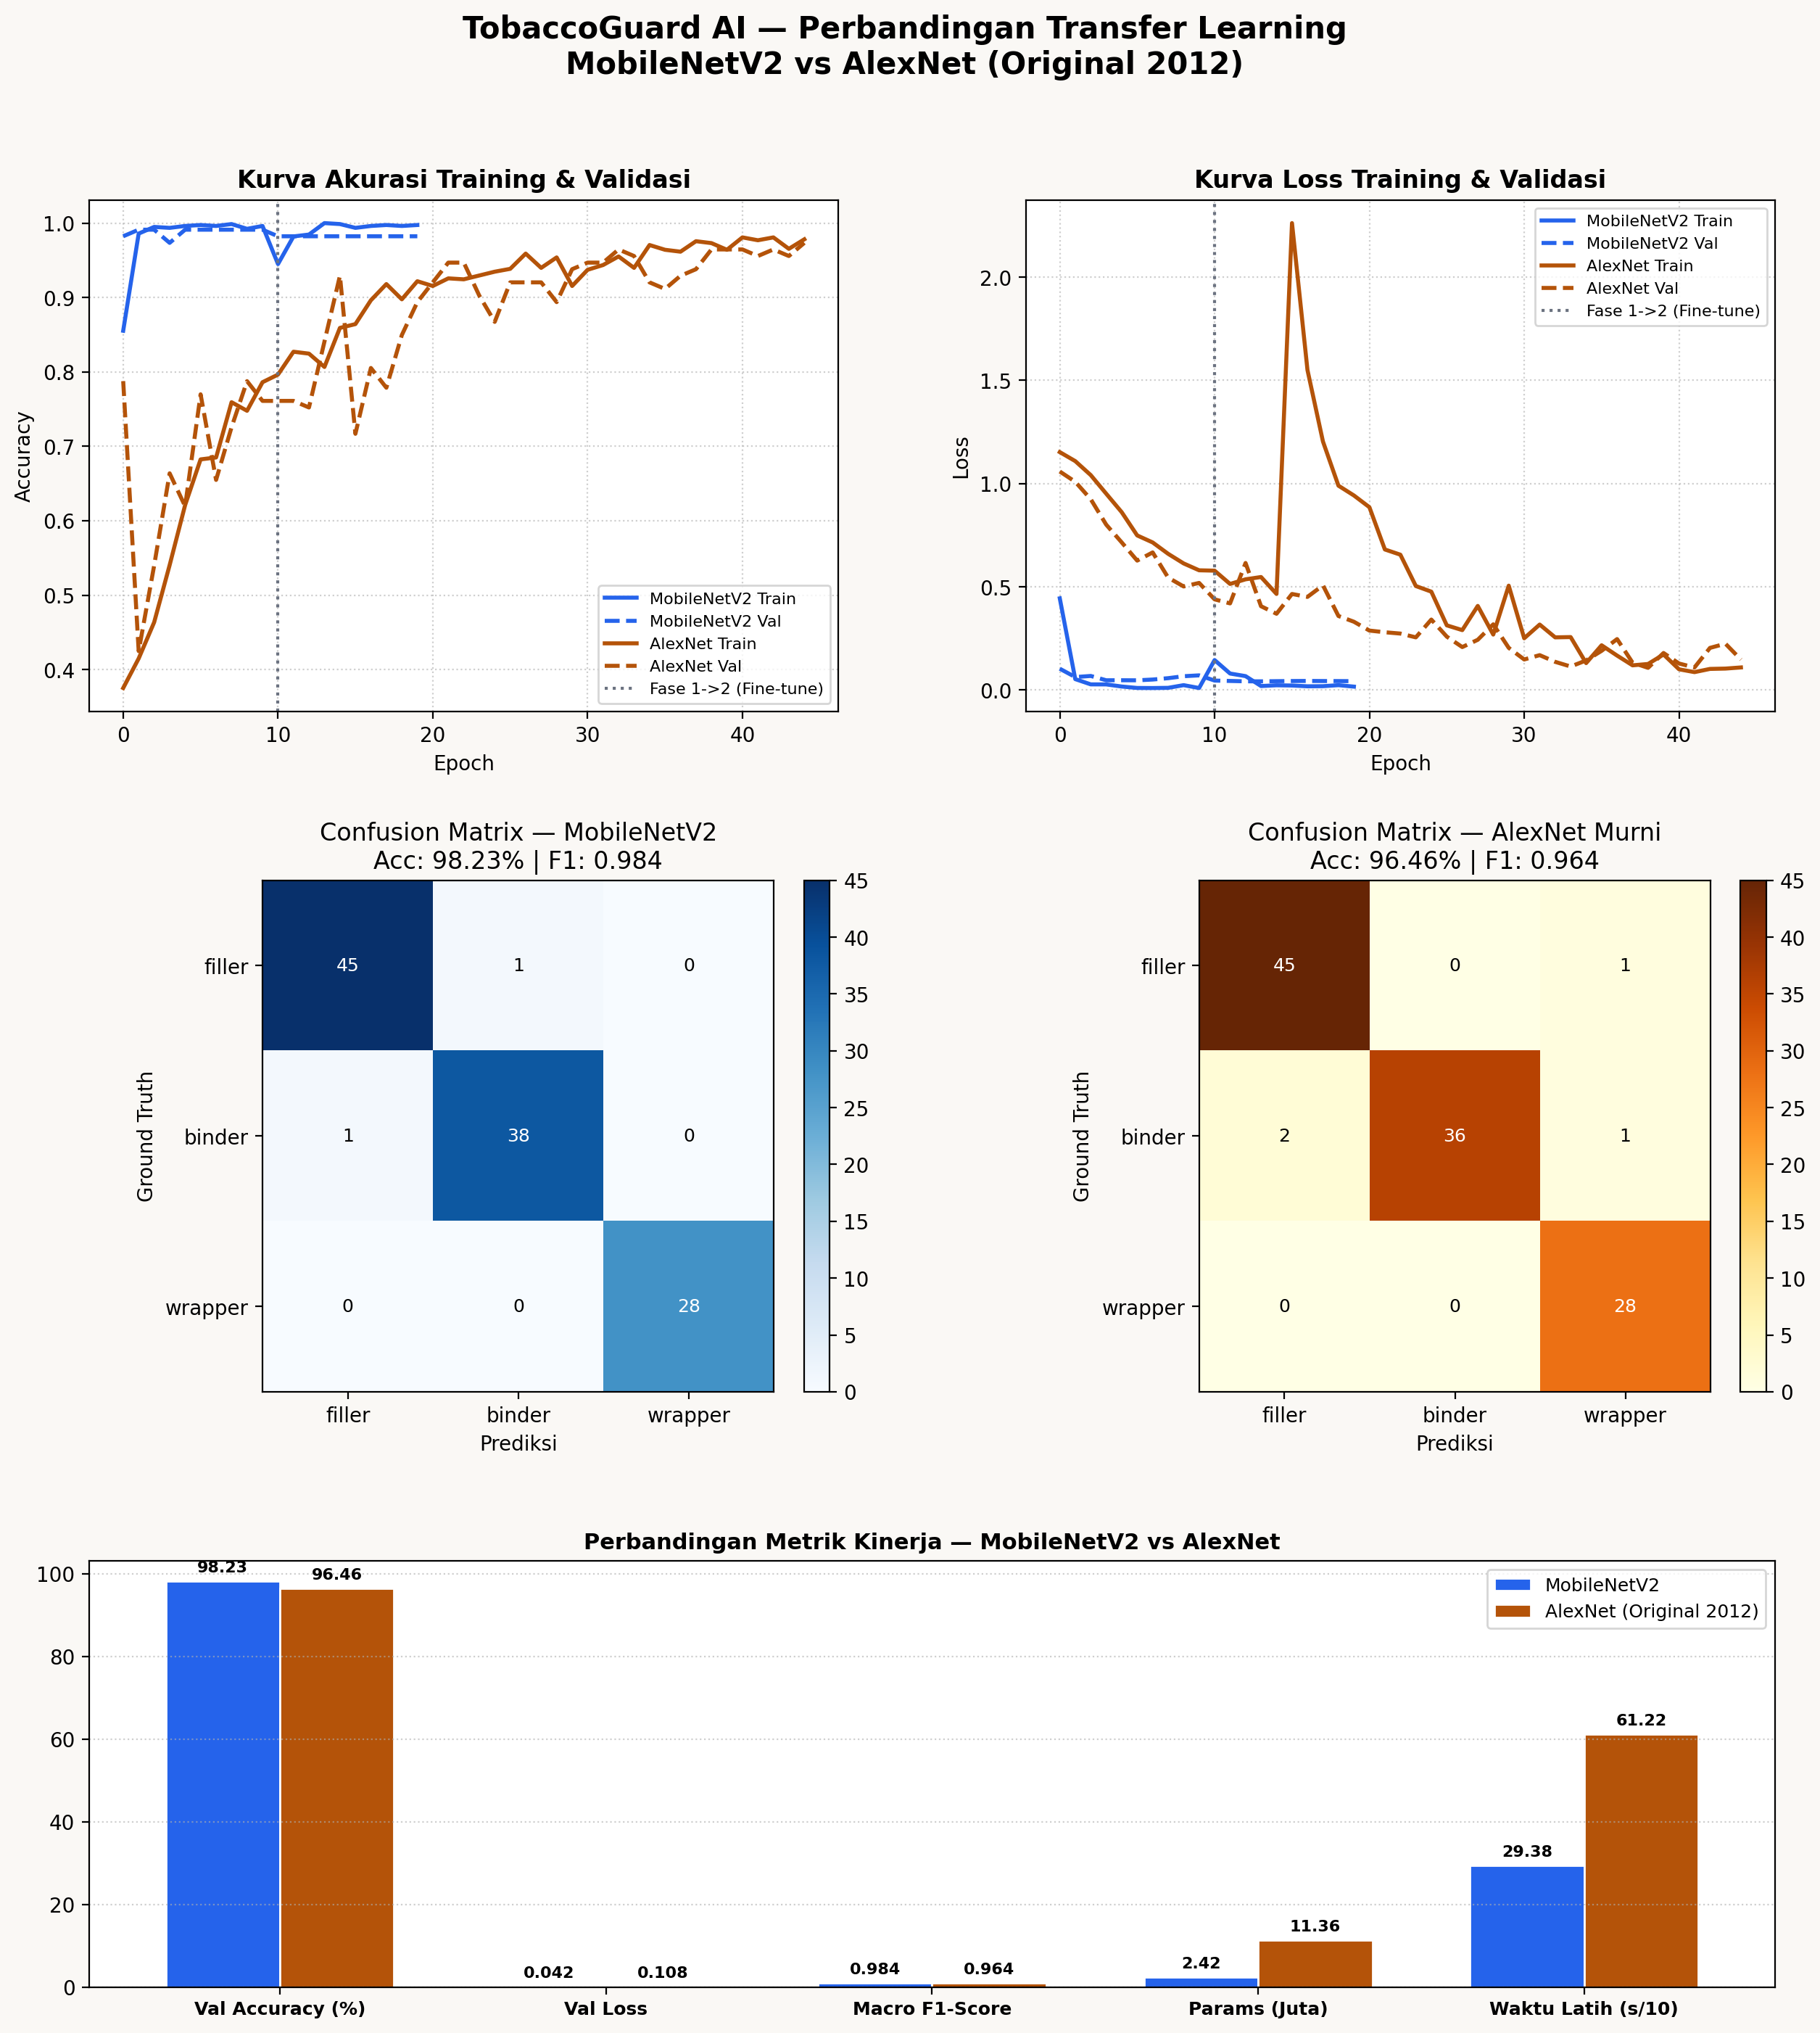 TobaccoGuard AI — Perbandingan Transfer Learning
MobileNetV2 vs AlexNet (Original 2012)
Kurva Akurasi Training & Validasi
Accuracy
1.0
0.9
0.8
0.7
0.6
0.5
0.4
0
10
20
30
40
Epoch
MobileNetV2 Train
MobileNetV2 Val
AlexNet Train
AlexNet Val
Fase 1->2 (Fine-tune)
Kurva Loss Training & Validasi
Loss
2.0
1.5
1.0
0.5
0.0
0
10
20
30
40
Epoch
MobileNetV2 Train
MobileNetV2 Val
AlexNet Train
AlexNet Val
Fase 1->2 (Fine-tune)
Confusion Matrix — MobileNetV2
Acc: 98.23% | F1: 0.984
Ground Truth
filler
45
1
0
binder
1
38
0
wrapper
0
0
28
filler
binder
wrapper
Prediksi
45
40
35
30
25
20
15
10
5
0
Confusion Matrix — AlexNet Murni
Acc: 96.46% | F1: 0.964
Ground Truth
filler
45
0
1
binder
2
36
1
wrapper
0
0
28
filler
binder
wrapper
Prediksi
45
40
35
30
25
20
15
10
5
0
Perbandingan Metrik Kinerja — MobileNetV2 vs AlexNet
100
80
60
40
20
0
98.23
96.46
0.042
0.108
0.984
0.964
2.42
11.36
29.38
61.22
MobileNetV2
AlexNet (Original 2012)
Val Accuracy (%)
Val Loss
Macro F1-Score
Params (Juta)
Waktu Latih (s/10)